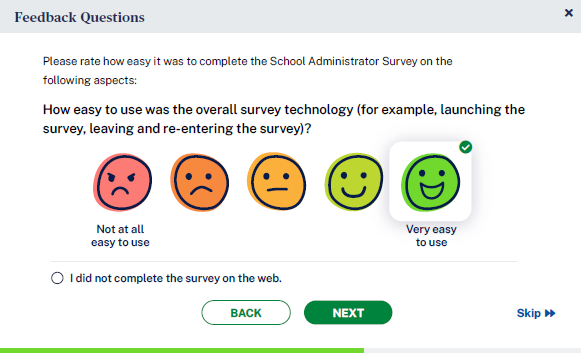 Feedback Questions
Please rate how easy it was to complete the School Administrator Survey on the
following aspects:
How easy to use was the overall survey technology (for example, launching the
survey, leaving and re-entering the survey)?
Not at all
easy to use
Very easy
to use
I did not complete the survey on the web.
BACK
NEXT
Skip